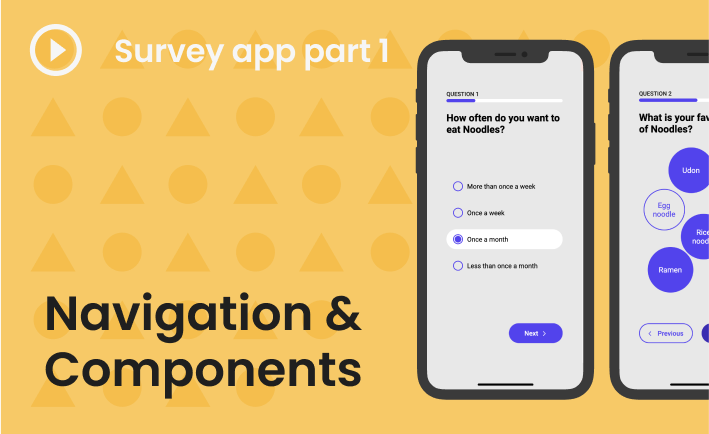 Survey app part 1
Navigation &
Components
QUESTION 1
How often do you want to
eat Noodles?
More than once a week
Once a week
Once a month
Less than once a month
Next
QUESTION 2
What is your fav
of Noodles?
Udon
Egg
noodle
Rice
nood
Ramen
Previous